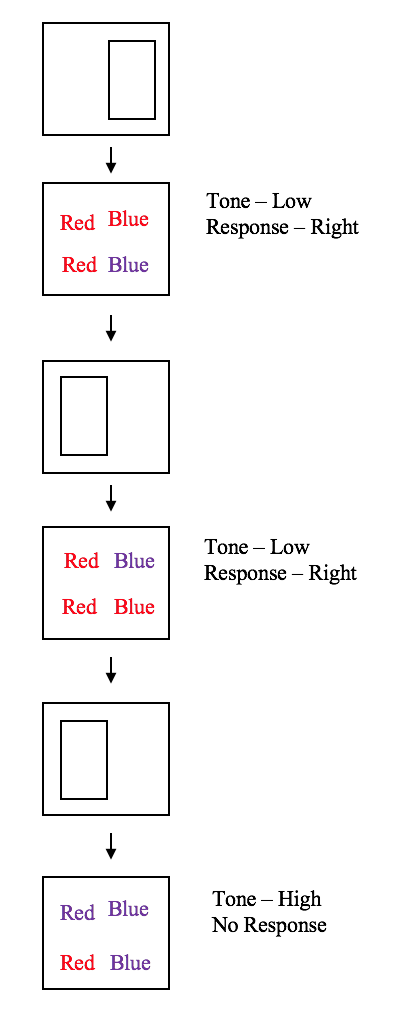 Red Blue
Red Blue
Tone – Low
Response – Right
Red Blue
Red Blue
Tone – Low
Response – Right
Red Blue
Red Blue
Tone – High
No Response